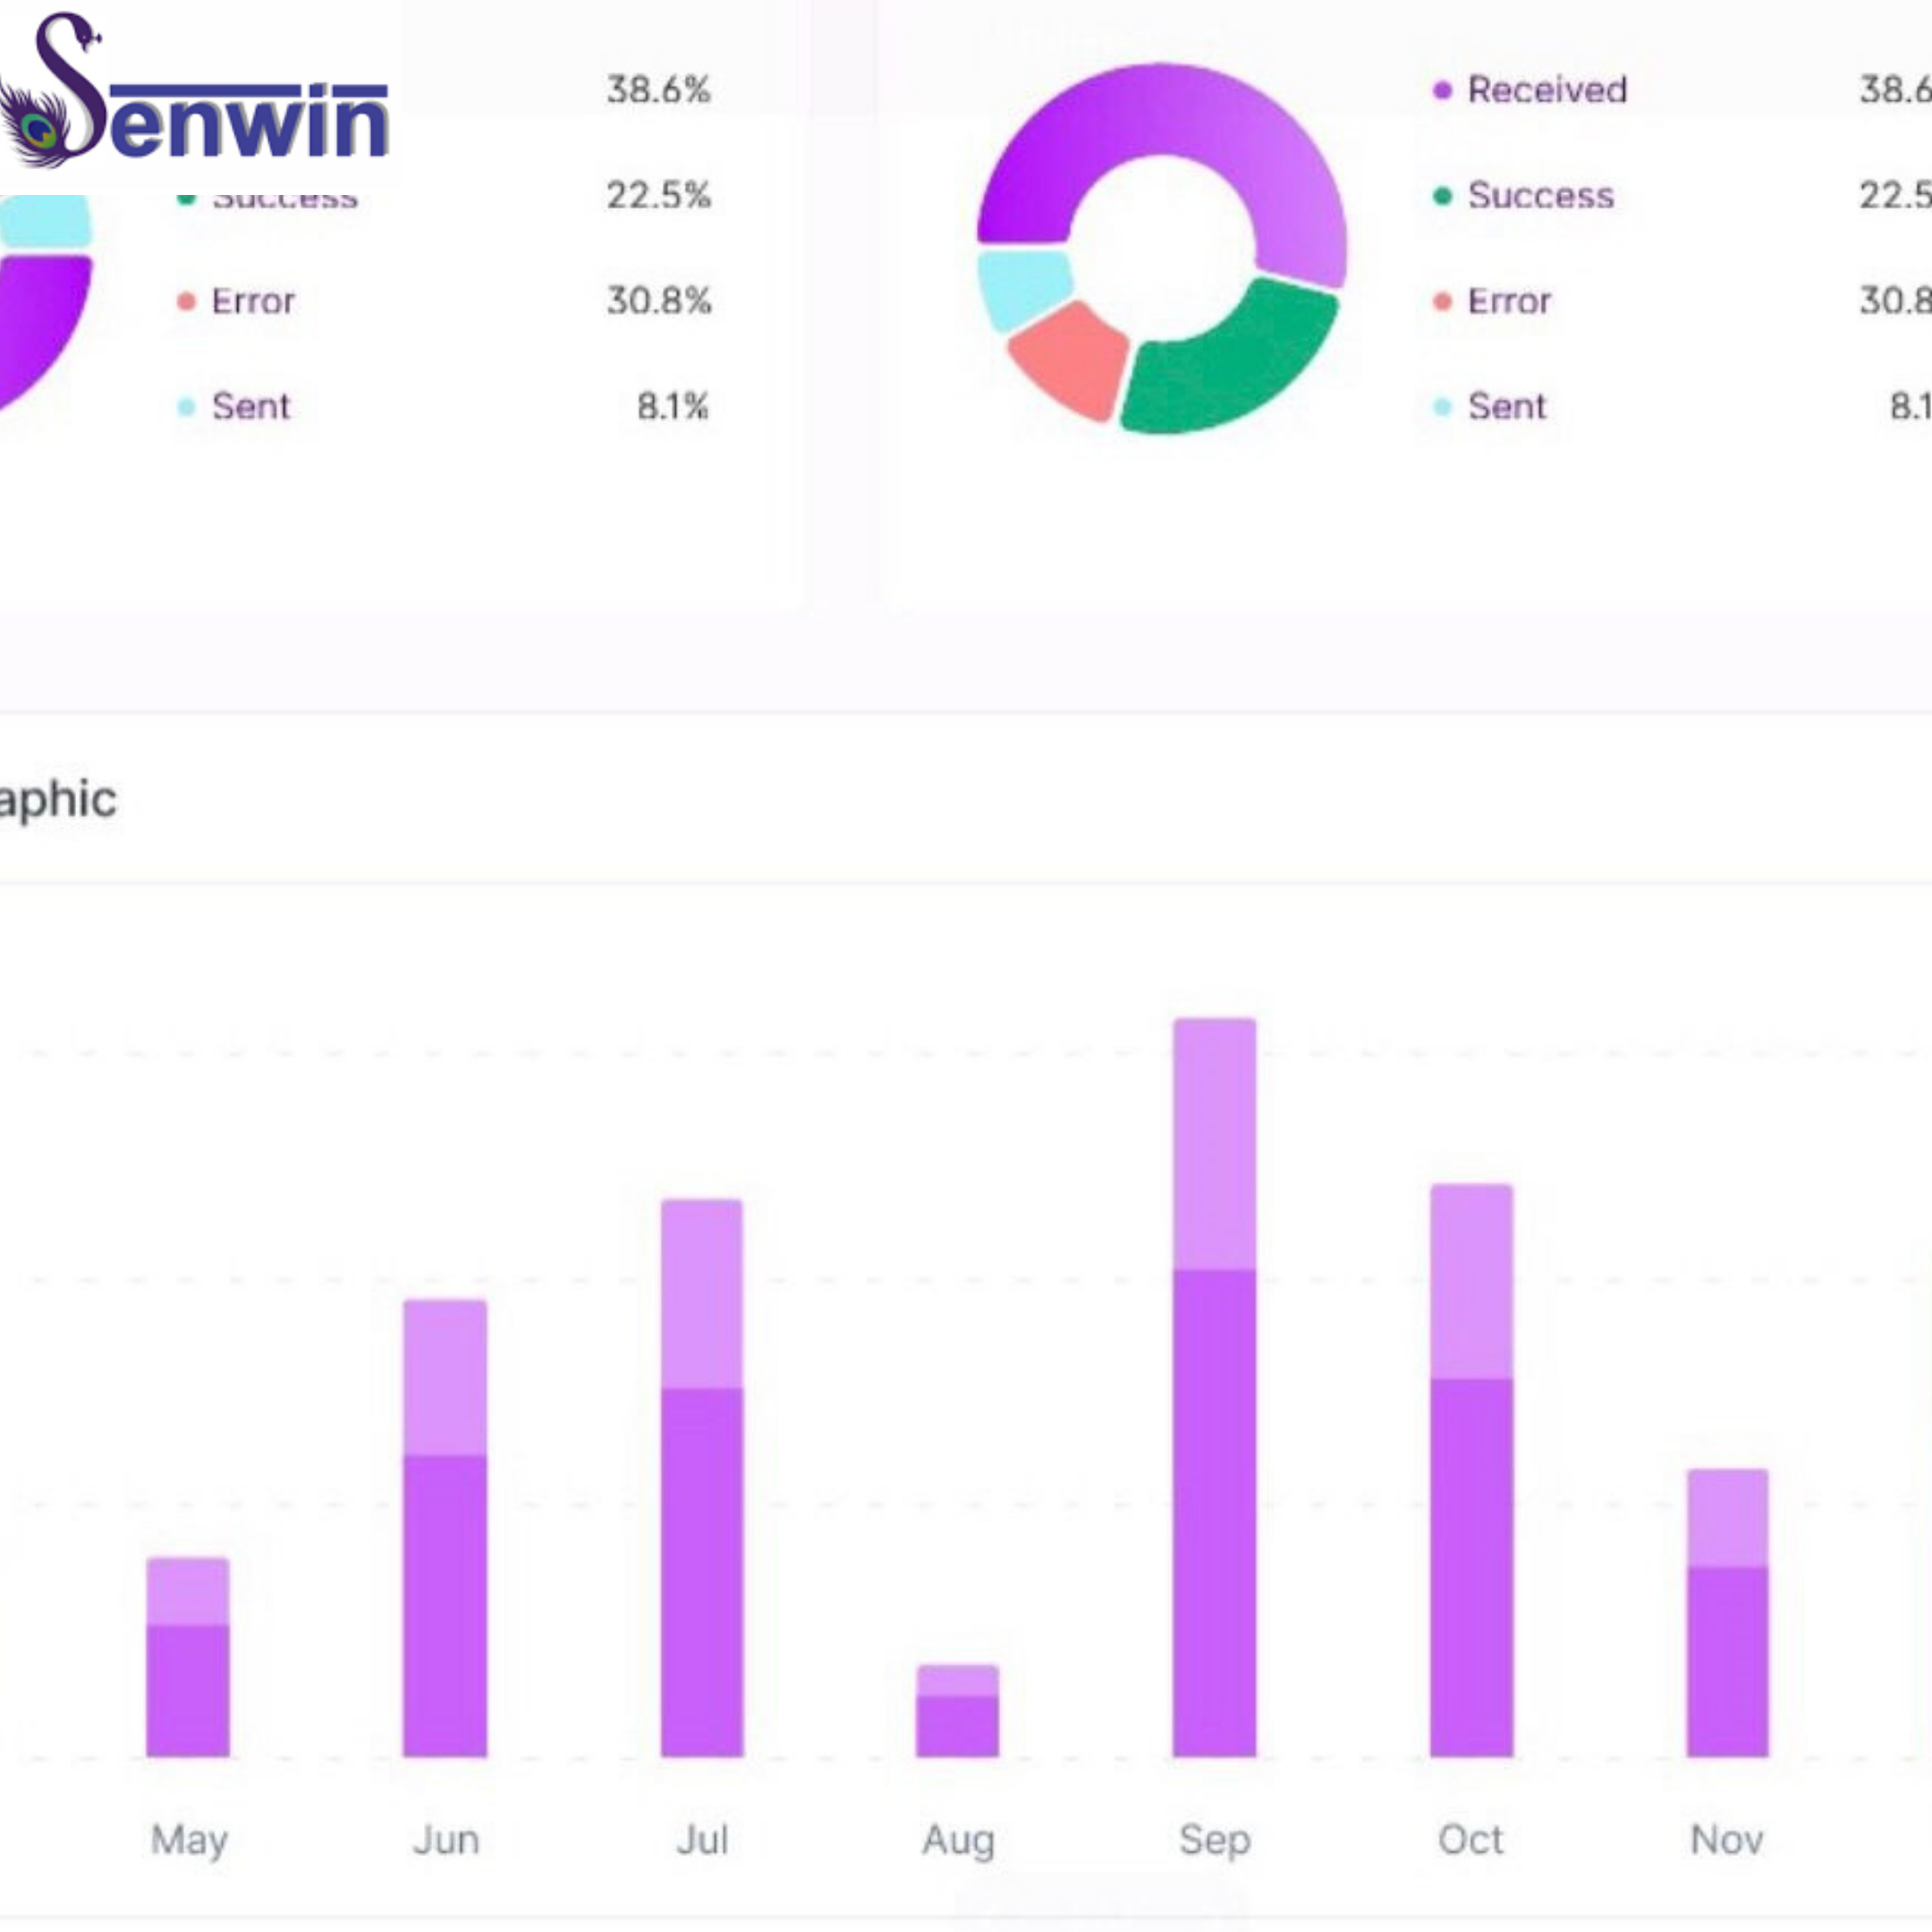 Senwin
38.6%
Success 22.5%
Error 30.8%
Sent 8.1%
Received 38.6
Success 22.5
Error 30.8
Sent 8.1
aphic
May Jun Jul Aug Sep Oct Nov